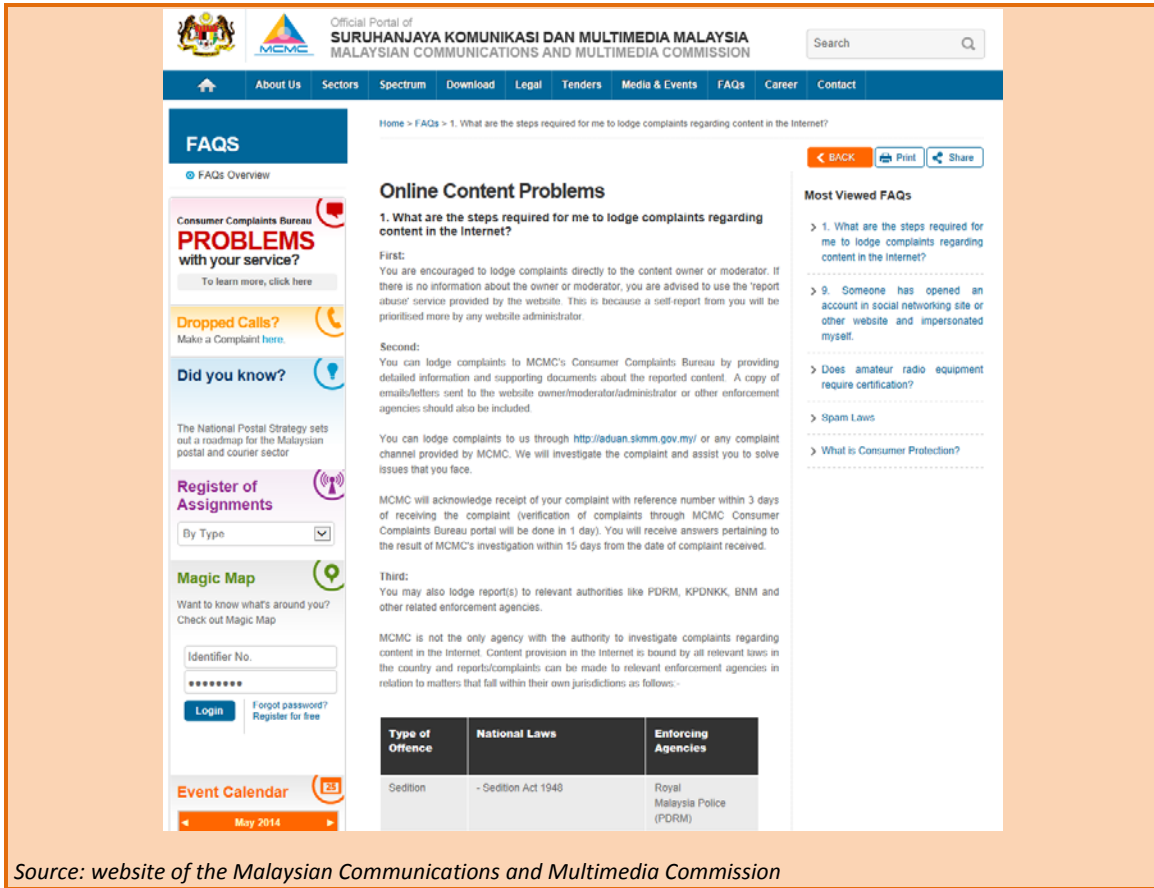 Official Portal of
SURUHANJAYA KOMUNIKASI DAN MULTIMEDIA MALAYSIA
MALAYSIAN COMMUNICATIONS AND MULTIMEDIA COMMISSION
MCMC
Search
About Us Sectors Spectrum Download Legal Tenders Media & Events FAQs Career Contact
FAQS
FAQs Overview
Consumer Complaints Bureau
PROBLEMS
with your service?
To learn more, click here
Dropped Calls?
Make a Complaint here.
Did you know?
The National Postal Strategy sets
out a roadmap for the Malaysian
postal and courier sector
Register of
Assignments
By Type
Magic Map
Want to know what's around you?
Check out Magic Map
Identifier No.
Login
Forgot password?
Register for free
Event Calendar
25
May 2014
Home > FAQs > 1. What are the steps required for me to lodge complaints regarding content in the Internet?
BACK Print Share
Online Content Problems
1. What are the steps required for me to lodge complaints regarding
content in the Internet?
First:
You are encouraged to lodge complaints directly to the content owner or moderator. If
there is no information about the owner or moderator, you are advised to use the 'report
abuse' service provided by the website. This is because a self-report from you will be
prioritised more by any website administrator.
Second:
You can lodge complaints to MCMC's Consumer Complaints Bureau by providing
detailed information and supporting documents about the reported content. A copy of
emails/letters sent to the website owner/moderator/administrator or other enforcement
agencies should also be included.
You can lodge complaints to us through http://aduan.skmm.gov.my/ or any complaint
channel provided by MCMC. We will investigate the complaint and assist you to solve
issues that you face.
MCMC will acknowledge receipt of your complaint with reference number within 3 days
of receiving the complaint (verification of complaints through MCMC Consumer
Complaints Bureau portal will be done in 1 day). You will receive answers pertaining to
the result of MCMC's investigation within 15 days from the date of complaint received.
Third:
You may also lodge report(s) to relevant authorities like PDRM, KPDNKK, BNM and
other related enforcement agencies.
MCMC is not the only agency with the authority to investigate complaints regarding
content in the Internet. Content provision in the Internet is bound by all relevant laws in
the country and reports/complaints can be made to relevant enforcement agencies in
relation to matters that fall within their own jurisdictions as follows:-
Type of
Offence
National Laws
Enforcing
Agencies
Sedition
- Sedition Act 1948
Royal
Malaysia Police
(PDRM)
Most Viewed FAQs
1. What are the steps required for
me to lodge complaints regarding
content in the Internet?
9. Someone has opened an
account in social networking site or
other website and impersonated
myself.
Does amateur radio equipment
require certification?
Spam Laws
What is Consumer Protection?
Source: website of the Malaysian Communications and Multimedia Commission